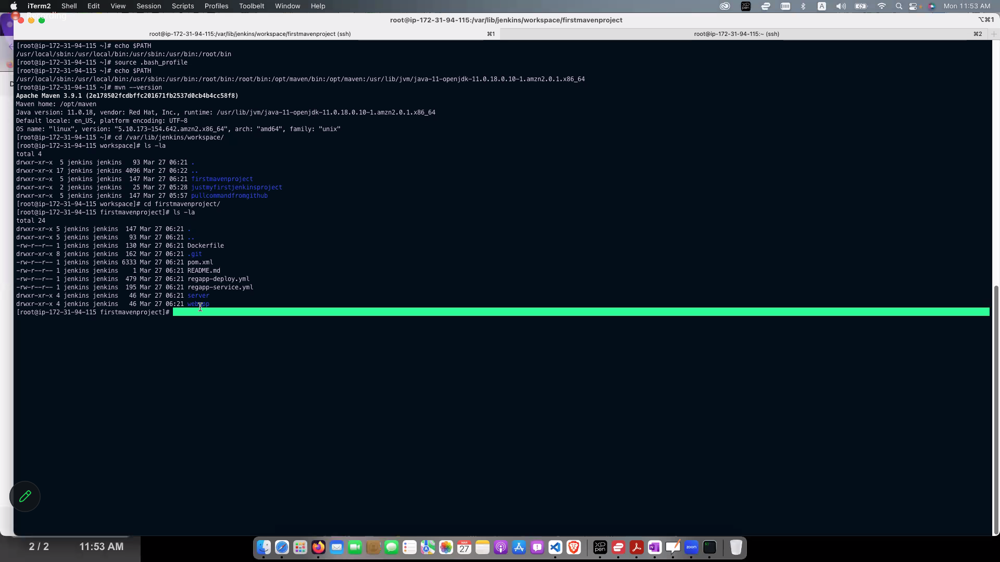 iTerm2 Shell Edit View Session Scripts Profiles Toolbelt Window Help Mon 11:53 AM
Recording
root@ip-172-31-94-115:/var/lib/jenkins/workspace/firstmavenproject ⌥⌘1
root@ip-172-31-94-115:/var/lib/jenkins/workspace/firstmavenproject (ssh) ⌘1 root@ip-172-31-94-115:~ (ssh) ⌘2
[root@ip-172-31-94-115 ~]# echo $PATH
/usr/local/sbin:/usr/local/bin:/usr/sbin:/usr/bin:/root/bin
[root@ip-172-31-94-115 ~]# source .bash_profile
[root@ip-172-31-94-115 ~]# echo $PATH
/usr/local/sbin:/usr/local/bin:/usr/sbin:/usr/bin:/root/bin:/root/bin:/opt/maven/bin:/opt/maven:/usr/lib/jvm/java-11-openjdk-11.0.18.0.10-1.amzn2.0.1.x86_64
[root@ip-172-31-94-115 ~]# mvn --version
Apache Maven 3.9.1 (2e178502fcdbffc201671fb2537d0cb4b4cc58f8)
Maven home: /opt/maven
Java version: 11.0.18, vendor: Red Hat, Inc., runtime: /usr/lib/jvm/java-11-openjdk-11.0.18.0.10-1.amzn2.0.1.x86_64
Default locale: en_US, platform encoding: UTF-8
OS name: "linux", version: "5.10.173-154.642.amzn2.x86_64", arch: "amd64", family: "unix"
[root@ip-172-31-94-115 ~]# cd /var/lib/jenkins/workspace/
[root@ip-172-31-94-115 workspace]# ls -la
total 4
drwxr-xr-x  5 jenkins jenkins   93 Mar 27 06:21 .
drwxr-xr-x 17 jenkins jenkins 4096 Mar 27 06:22 ..
drwxr-xr-x  5 jenkins jenkins  147 Mar 27 06:21 firstmavenproject
drwxr-xr-x  2 jenkins jenkins   25 Mar 27 05:28 justmyfirstjenkinsproject
drwxr-xr-x  5 jenkins jenkins  147 Mar 27 05:57 pullcommandfromgithub
[root@ip-172-31-94-115 workspace]# cd firstmavenproject/
[root@ip-172-31-94-115 firstmavenproject]# ls -la
total 24
drwxr-xr-x 5 jenkins jenkins  147 Mar 27 06:21 .
drwxr-xr-x 5 jenkins jenkins   93 Mar 27 06:21 ..
-rw-r--r-- 1 jenkins jenkins  130 Mar 27 06:21 Dockerfile
drwxr-xr-x 8 jenkins jenkins  162 Mar 27 06:21 .git
-rw-r--r-- 1 jenkins jenkins 6333 Mar 27 06:21 pom.xml
-rw-r--r-- 1 jenkins jenkins    1 Mar 27 06:21 README.md
-rw-r--r-- 1 jenkins jenkins  479 Mar 27 06:21 regapp-deploy.yml
-rw-r--r-- 1 jenkins jenkins  195 Mar 27 06:21 regapp-service.yml
drwxr-xr-x 4 jenkins jenkins   46 Mar 27 06:21 server
drwxr-xr-x 4 jenkins jenkins   46 Mar 27 06:21 webapp
[root@ip-172-31-94-115 firstmavenproject]#
2 / 2 11:53 AM
MAR
27
zoom